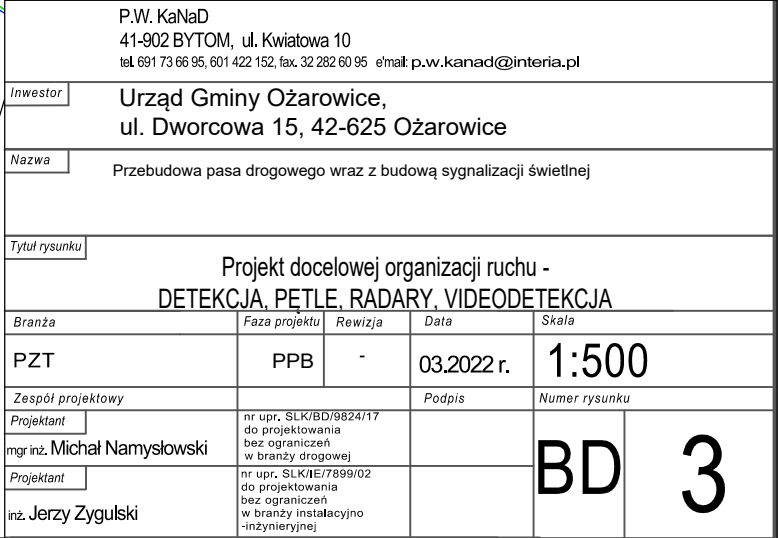 P.W. KaNaD
41-902 BYTOM, ul. Kwiatowa 10
tel. 691 73 66 95, 601 422 152, fax. 32 282 60 95 e'mail: p.w.kanad@interia.pl
Inwestor
Urząd Gminy Ożarowice,
ul. Dworcowa 15, 42-625 Ożarowice
Nazwa
Przebudowa pasa drogowego wraz z budową sygnalizacji świetlnej
Tytuł rysunku
Projekt docelowej organizacji ruchu -
DETEKCJA, PĘTLE, RADARY, VIDEODETEKCJA
Branża Faza projektu Rewizja Data Skala
PZT PPB - 03.2022 r. 1:500
Zespół projektowy Podpis Numer rysunku
Projektant
mgr inż. Michał Namysłowski
nr upr. SLK/BD/9824/17
do projektowania
bez ograniczeń
w branży drogowej
Projektant
inż. Jerzy Zygulski
nr upr. SLK/IE/7899/02
do projektowania
bez ograniczeń
w branży instalacyjno
-inżynieryjnej
BD 3